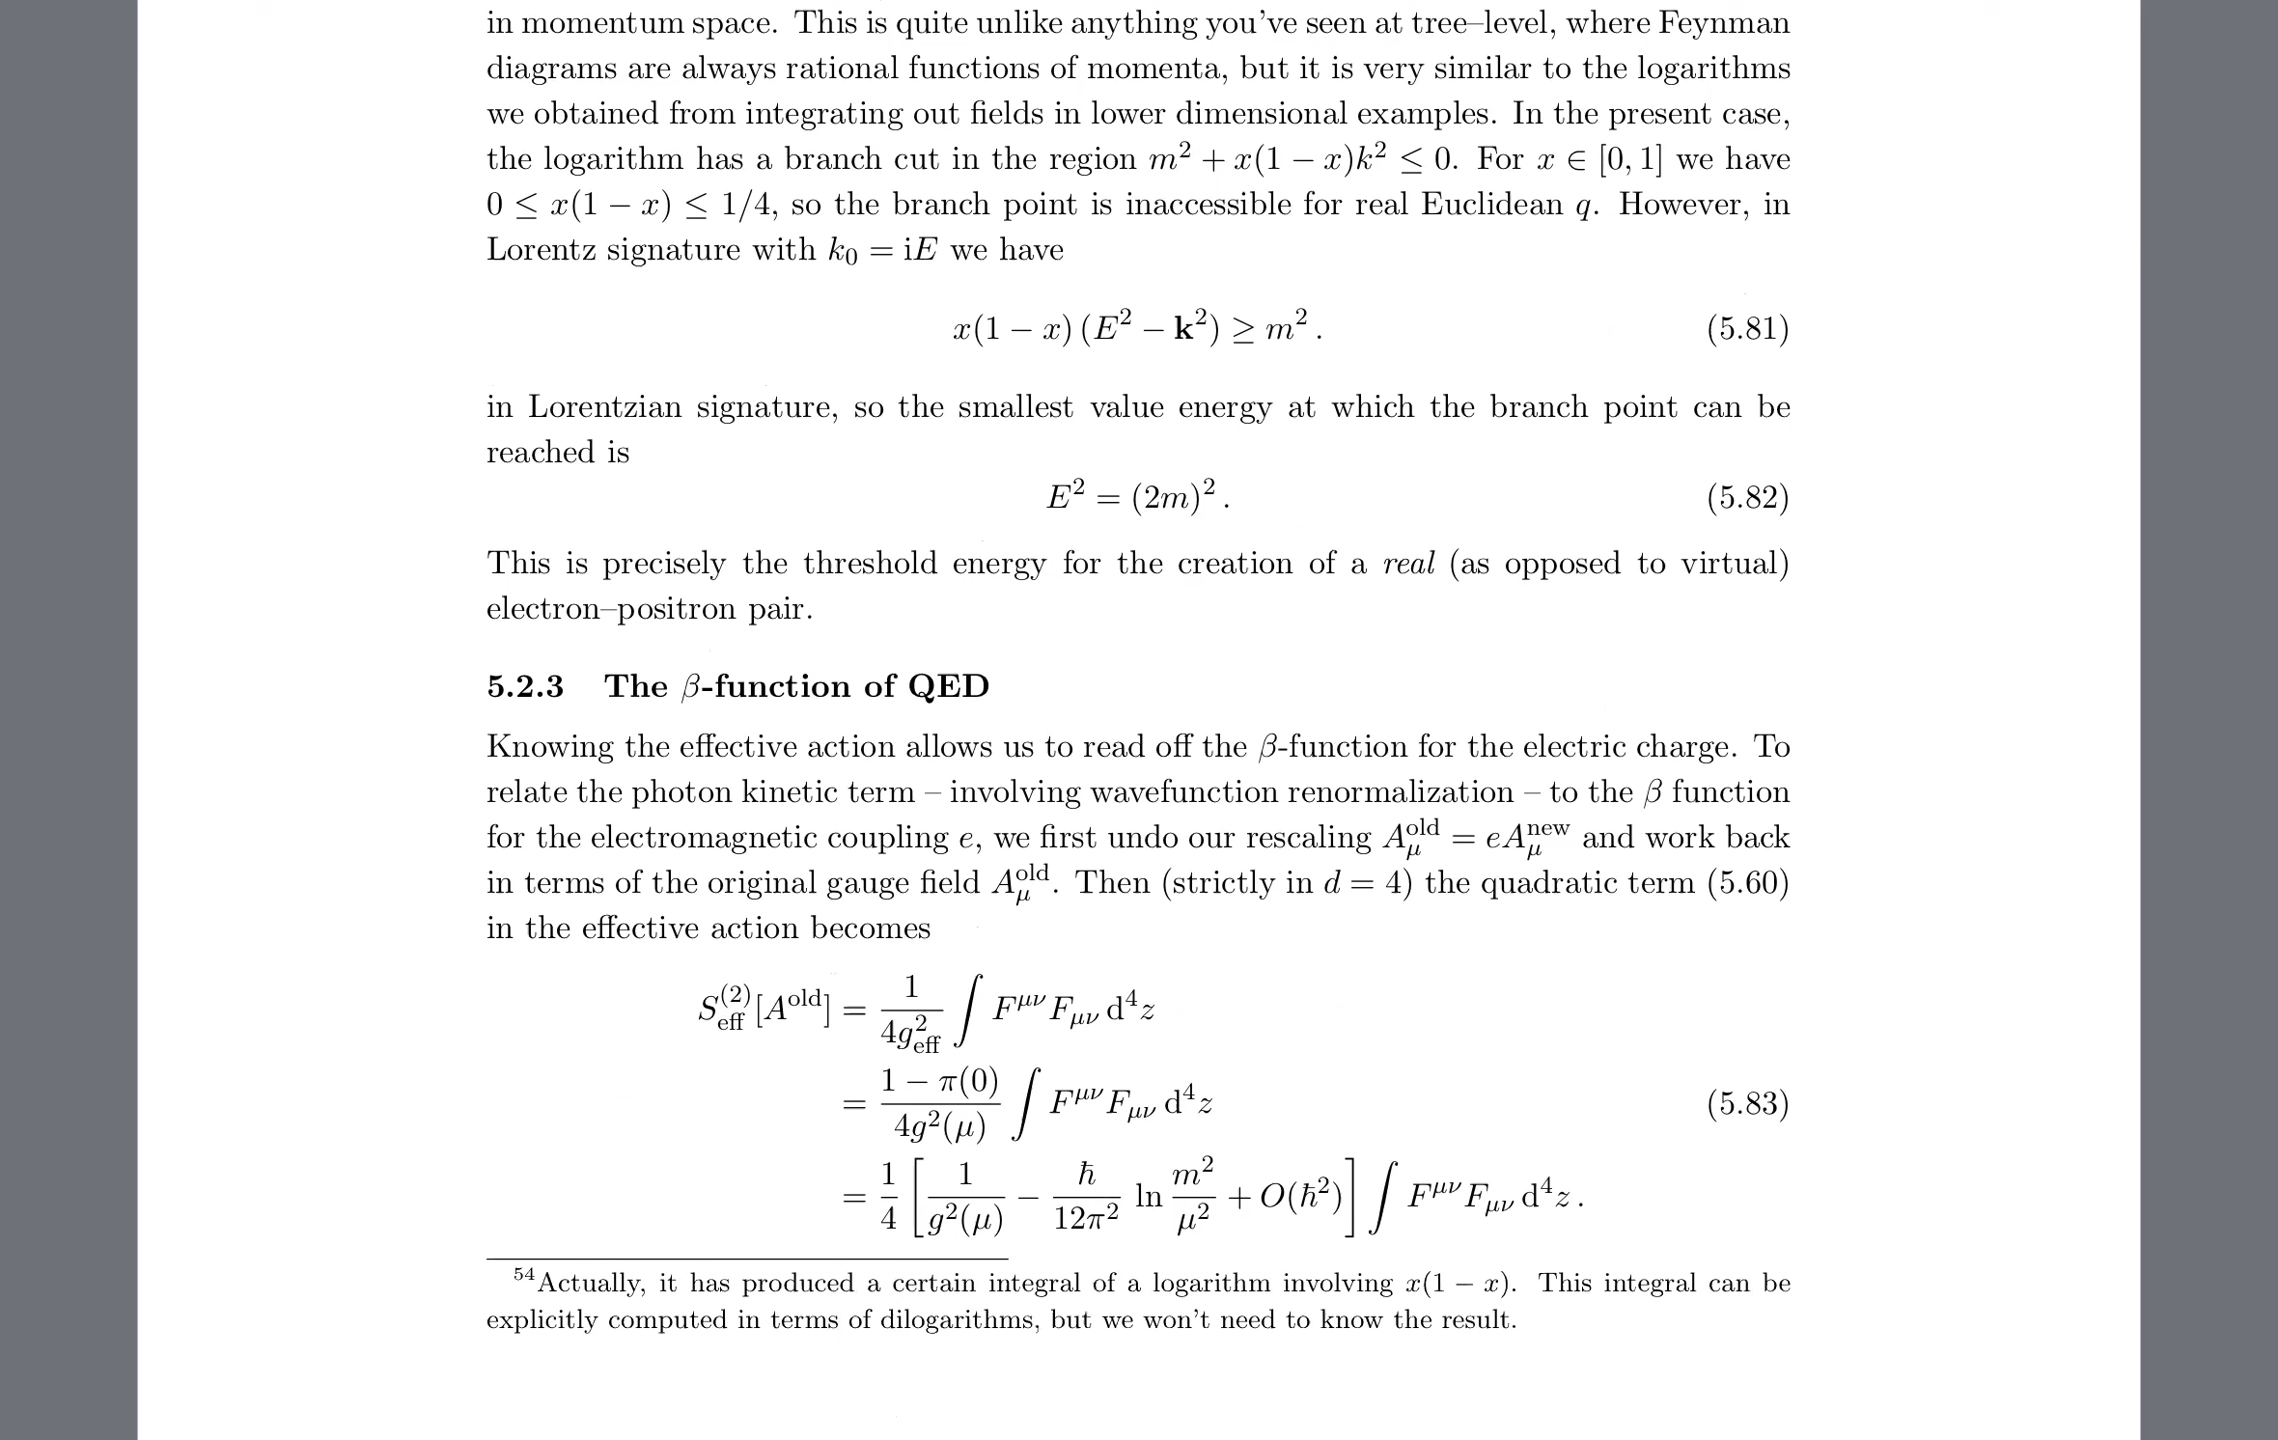 in momentum space. This is quite unlike anything you've seen at tree–level, where Feynman
diagrams are always rational functions of momenta, but it is very similar to the logarithms
we obtained from integrating out fields in lower dimensional examples. In the present case,
the logarithm has a branch cut in the region m² + x(1 − x)k² ≤ 0. For x ∈ [0, 1] we have
0 ≤ x(1 − x) ≤ 1/4, so the branch point is inaccessible for real Euclidean q. However, in
Lorentz signature with k₀ = iE we have
x(1 − x) (E² − **k**²) ≥ m² . (5.81)
in Lorentzian signature, so the smallest value energy at which the branch point can be
reached is
E² = (2m)² . (5.82)
This is precisely the threshold energy for the creation of a real (as opposed to virtual)
electron–positron pair.
5.2.3 The β-function of QED
Knowing the effective action allows us to read off the β-function for the electric charge. To
relate the photon kinetic term – involving wavefunction renormalization – to the β function
for the electromagnetic coupling e, we first undo our rescaling A_μ^old = eA_μ^new and work back
in terms of the original gauge field A_μ^old. Then (strictly in d = 4) the quadratic term (5.60)
in the effective action becomes
S_eff^(2)[A^old] = 1/(4g²_eff) ∫ F^μν F_μν d⁴z
= (1 − π(0))/(4g²(μ)) ∫ F^μν F_μν d⁴z (5.83)
= 1/4 [ 1/g²(μ) − ħ/(12π²) ln m²/μ² + O(ħ²) ] ∫ F^μν F_μν d⁴z .
⁵⁴Actually, it has produced a certain integral of a logarithm involving x(1 − x). This integral can be
explicitly computed in terms of dilogarithms, but we won't need to know the result.